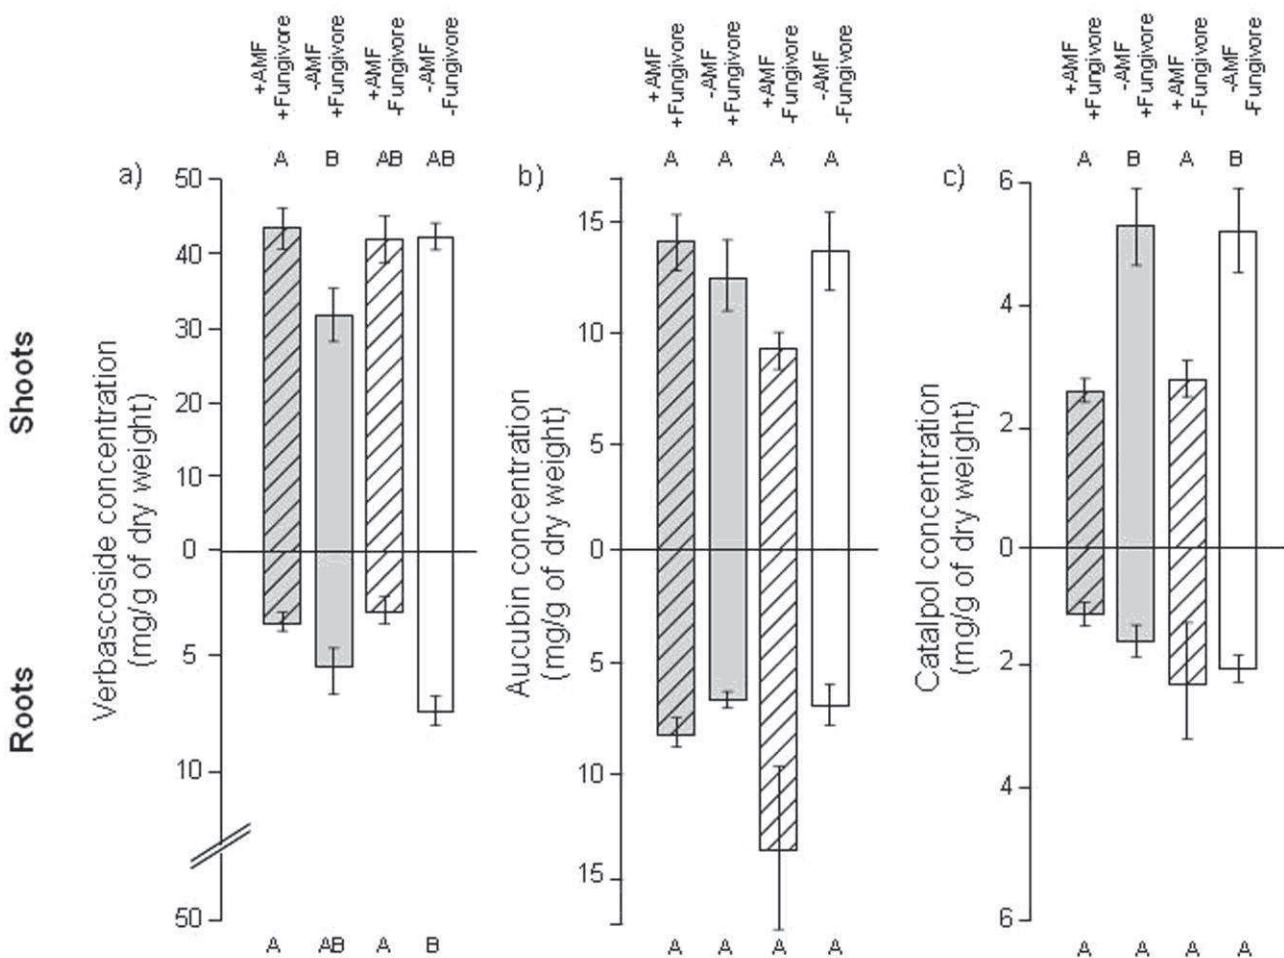 +AMF
+Fungivore
-AMF
+Fungivore
+AMF
-Fungivore
-AMF
-Fungivore
+AMF
+Fungivore
-AMF
+Fungivore
+AMF
-Fungivore
-AMF
-Fungivore
+AMF
+Fungivore
-AMF
+Fungivore
+AMF
-Fungivore
-AMF
-Fungivore
a)
A B AB AB
b)
A A A A
c)
A B A B
Shoots
Roots
Verbascoside concentration
(mg/g of dry weight)
50
40
30
20
10
0
5
10
50
Aucubin concentration
(mg/g of dry weight)
15
10
5
0
5
10
15
Catalpol concentration
(mg/g of dry weight)
6
4
2
0
2
4
6
A AB A B
A A A A
A A A A